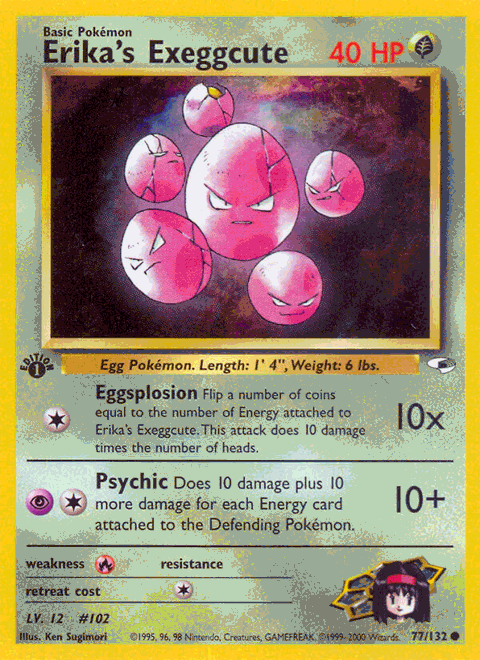 Basic Pokémon
Erika's Exeggcute 40 HP
Egg Pokémon. Length: 1' 4", Weight: 6 lbs.
EDITION
1
Eggsplosion Flip a number of coins
equal to the number of Energy attached to
Erika's Exeggcute. This attack does 10 damage
times the number of heads.
10x
Psychic Does 10 damage plus 10
more damage for each Energy card
attached to the Defending Pokémon.
10+
weakness resistance
retreat cost
LV. 12 #102
Illus. Ken Sugimori ©1995, 96, 98 Nintendo, Creatures, GAMEFREAK. ©1999-2000 Wizards. 77/132